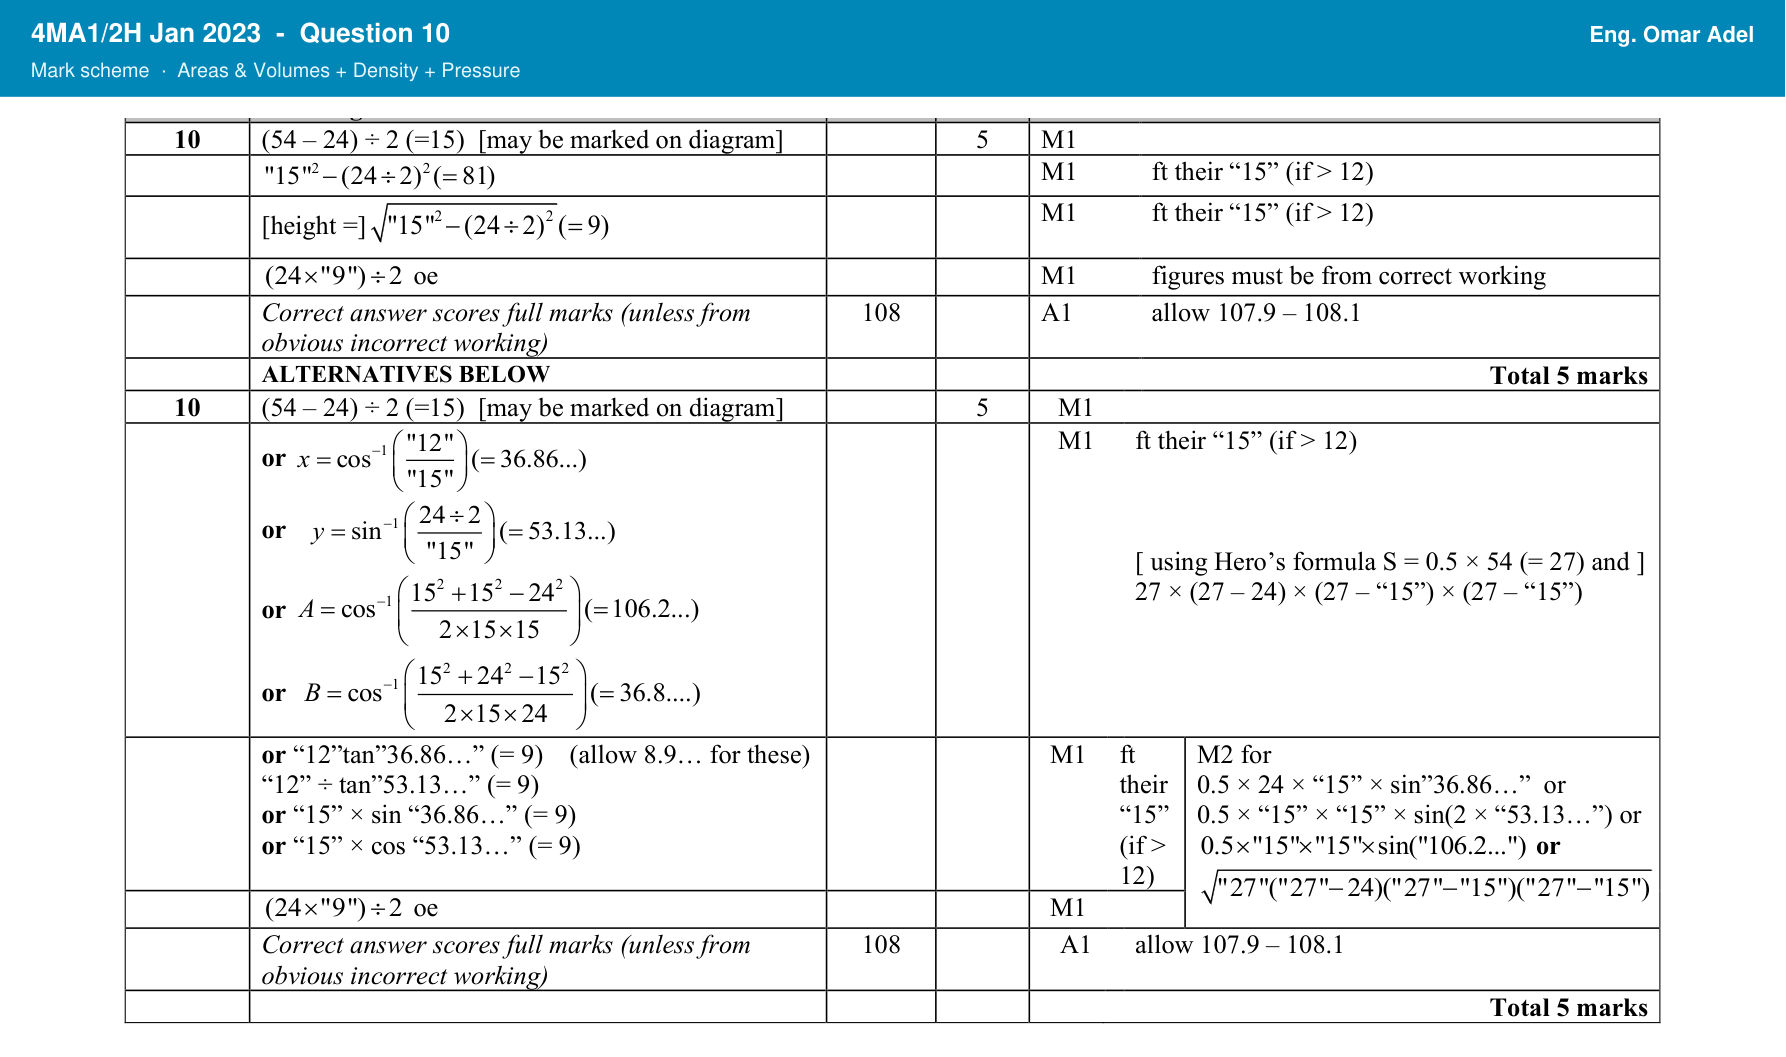 4MA1/2H Jan 2023 - Question 10
Eng. Omar Adel
Mark scheme · Areas & Volumes + Density + Pressure
10 (54 – 24) ÷ 2 (=15) [may be marked on diagram] 5 M1
"15"² – (24 ÷ 2)² (= 81) M1 ft their “15” (if > 12)
[height =] √("15"² – (24 ÷ 2)²) (= 9) M1 ft their “15” (if > 12)
(24×"9") ÷ 2 oe M1 figures must be from correct working
Correct answer scores full marks (unless from 108 A1 allow 107.9 – 108.1
obvious incorrect working)
ALTERNATIVES BELOW Total 5 marks
10 (54 – 24) ÷ 2 (=15) [may be marked on diagram] 5 M1
or x = cos⁻¹("12"/"15") (= 36.86...) M1 ft their “15” (if > 12)
or y = sin⁻¹((24 ÷ 2)/"15") (= 53.13...)
[ using Hero’s formula S = 0.5 × 54 (= 27) and ]
27 × (27 – 24) × (27 – “15”) × (27 – “15”)
or A = cos⁻¹((15² + 15² – 24²)/(2×15×15)) (= 106.2...)
or B = cos⁻¹((15² + 24² – 15²)/(2×15×24)) (= 36.8....)
or “12”tan”36.86…” (= 9) (allow 8.9… for these)
“12” ÷ tan”53.13…” (= 9)
or “15” × sin “36.86…” (= 9)
or “15” × cos “53.13…” (= 9)
M1 ft
their
“15”
(if >
12)
M2 for
0.5 × 24 × “15” × sin”36.86…” or
0.5 × “15” × “15” × sin(2 × “53.13…”) or
0.5×"15"×"15"×sin("106.2...") or
√("27"("27"–24)("27"–"15")("27"–"15"))
(24×"9") ÷ 2 oe M1
Correct answer scores full marks (unless from 108 A1 allow 107.9 – 108.1
obvious incorrect working)
Total 5 marks